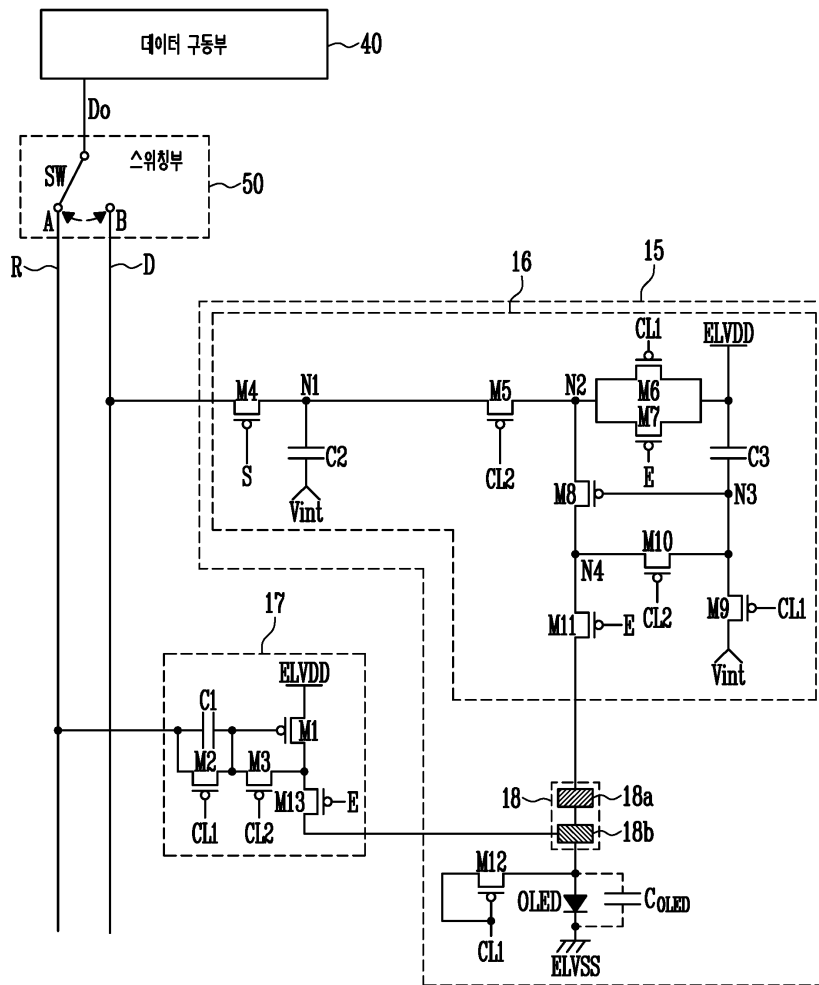 데이터 구동부
40
Do
스위칭부
SW
50
A
B
R
D
16
15
CL1
ELVDD
M4
N1
M5
N2
M6
M7
C2
C3
S
CL2
E
Vint
M8
N3
M10
N4
17
M11
E
CL2
M9
CL1
Vint
ELVDD
C1
M1
M2
M3
M13
E
18
18a
CL1
CL2
18b
M12
OLED
COLED
CL1
ELVSS